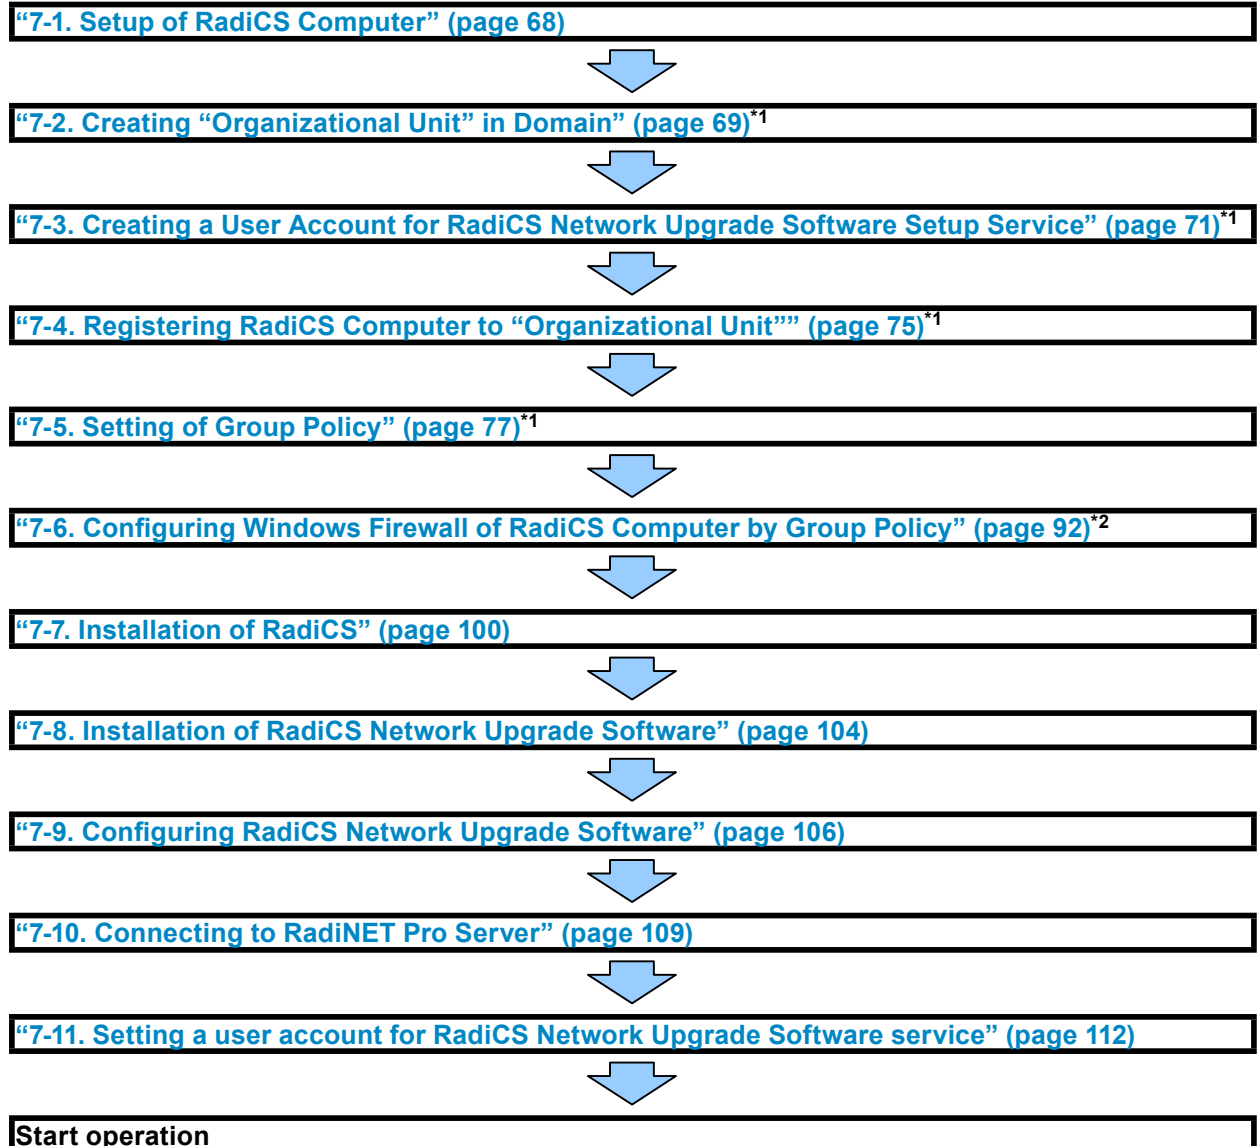 “7-1. Setup of RadiCS Computer” (page 68)
“7-2. Creating “Organizational Unit” in Domain” (page 69)*1
“7-3. Creating a User Account for RadiCS Network Upgrade Software Setup Service” (page 71)*1
“7-4. Registering RadiCS Computer to “Organizational Unit”” (page 75)*1
“7-5. Setting of Group Policy” (page 77)*1
“7-6. Configuring Windows Firewall of RadiCS Computer by Group Policy” (page 92)*2
“7-7. Installation of RadiCS” (page 100)
“7-8. Installation of RadiCS Network Upgrade Software” (page 104)
“7-9. Configuring RadiCS Network Upgrade Software” (page 106)
“7-10. Connecting to RadiNET Pro Server” (page 109)
“7-11. Setting a user account for RadiCS Network Upgrade Software service” (page 112)
Start operation